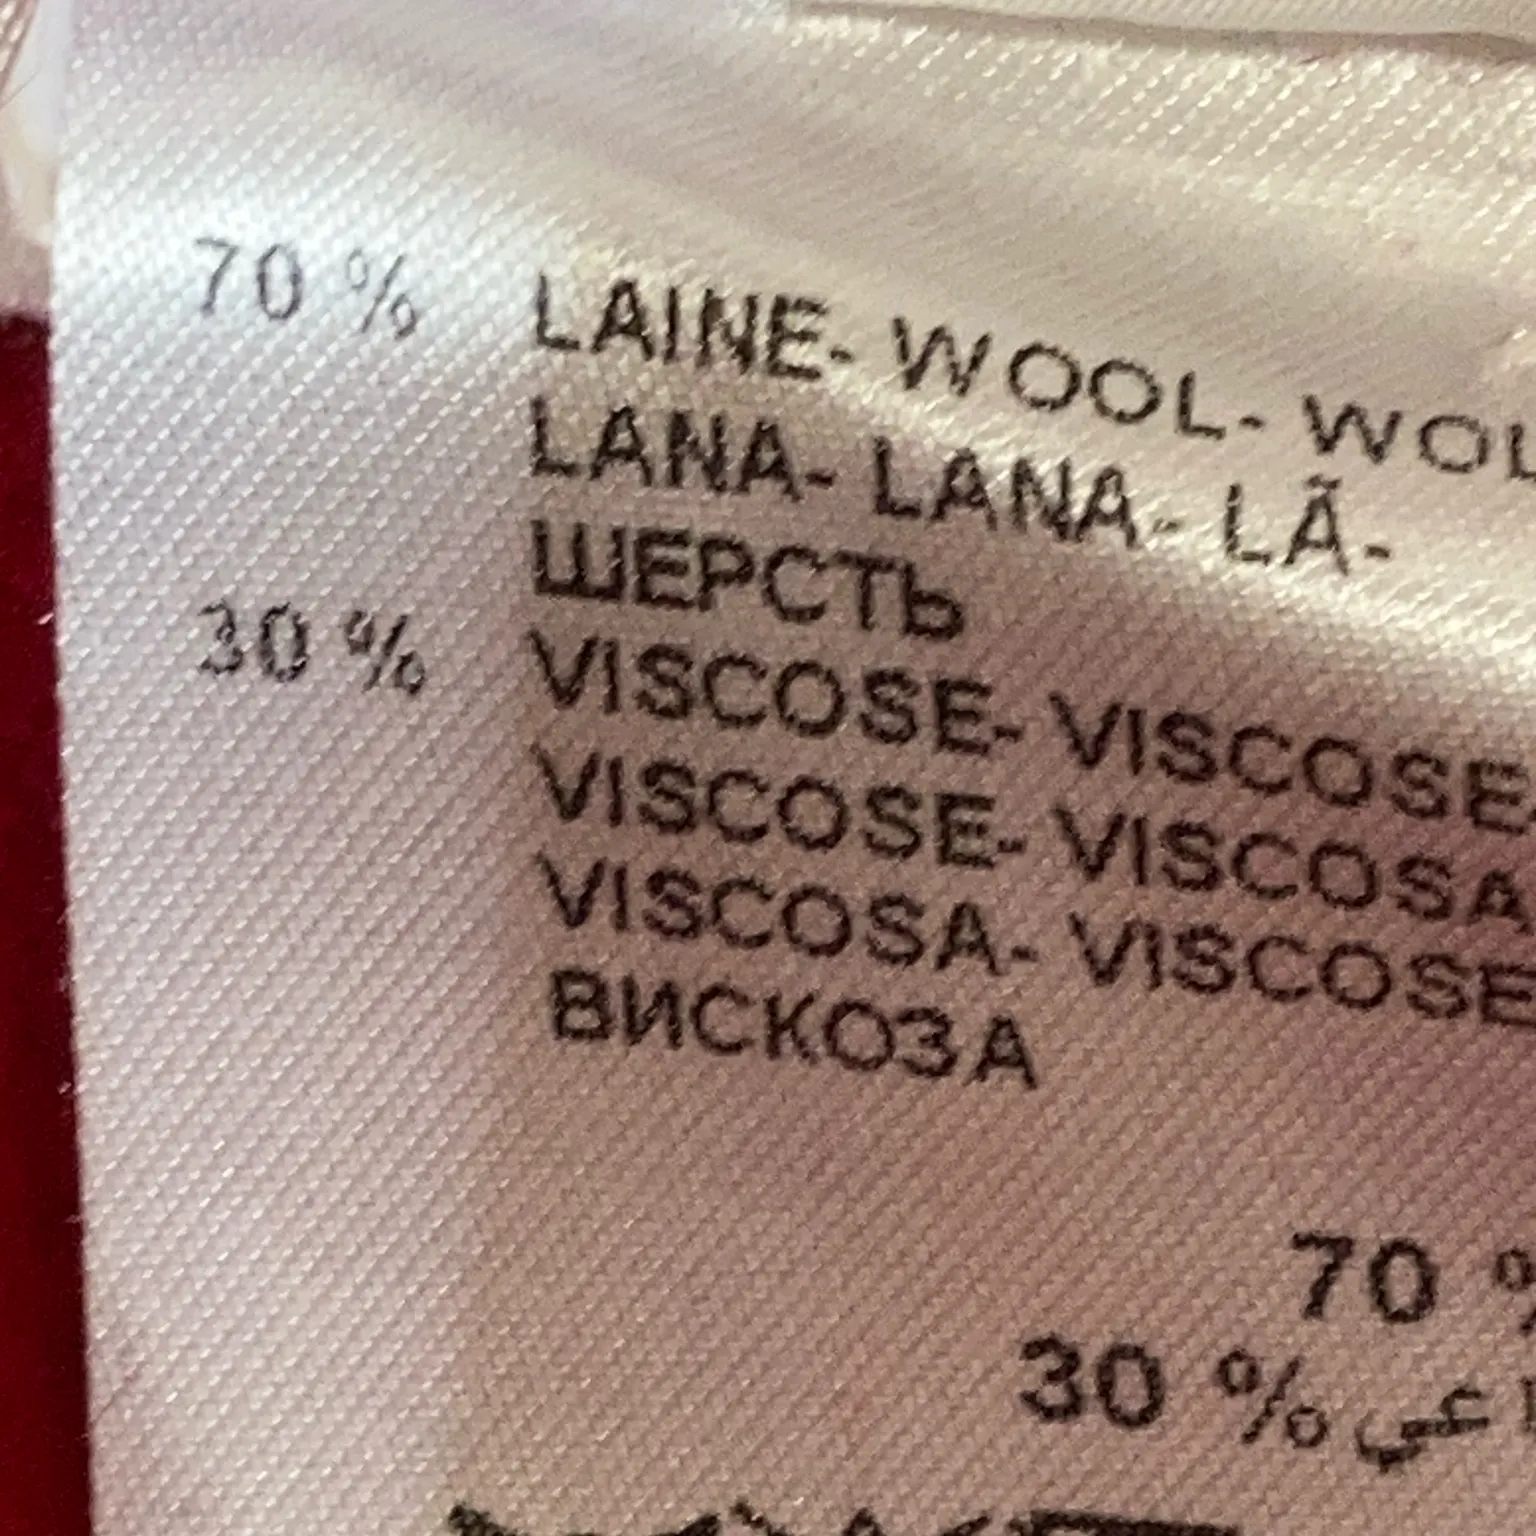 70 % LAINE- WOOL- WOL
LANA- LANA- LÃ-
ШЕРСТЬ
30 % VISCOSE- VISCOSE
VISCOSE- VISCOSA
VISCOSA- VISCOSE
ВИСКОЗА
70 %
30 %